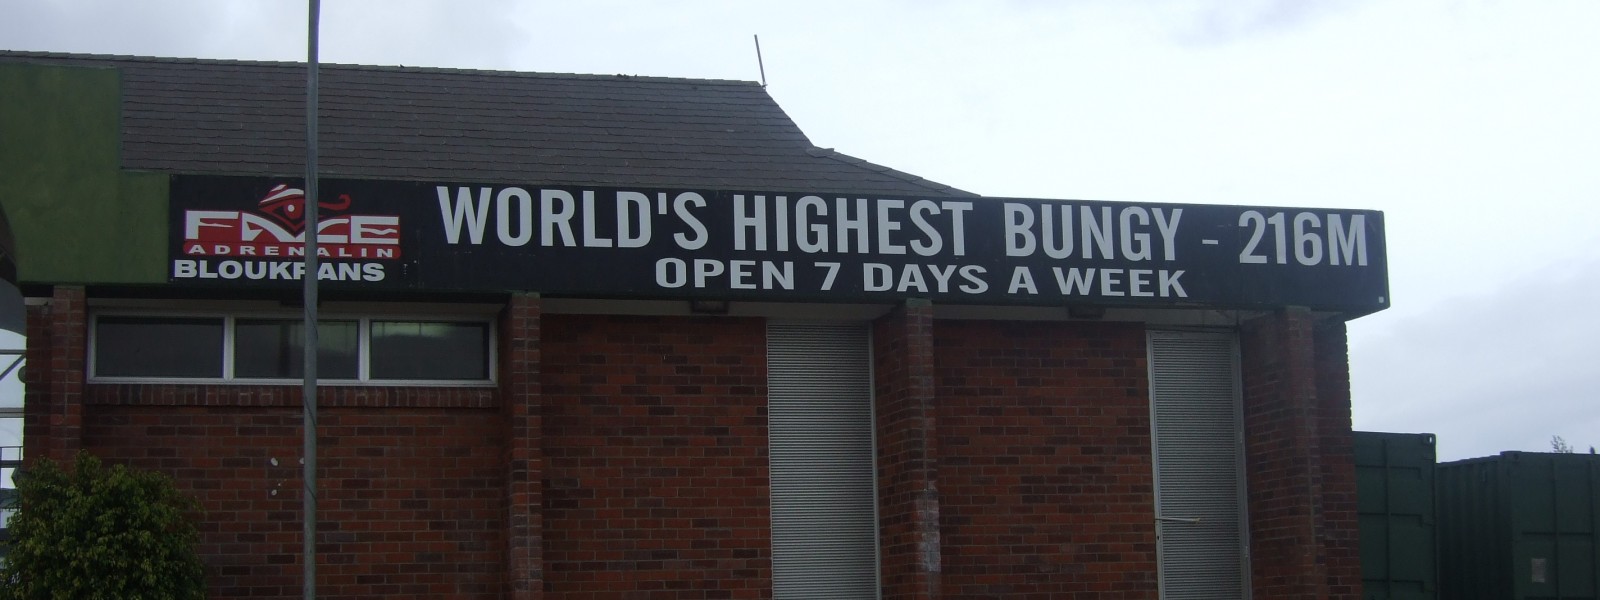 FACE
ADRENALIN
BLOUKRANS
WORLD'S HIGHEST BUNGY - 216M
OPEN 7 DAYS A WEEK